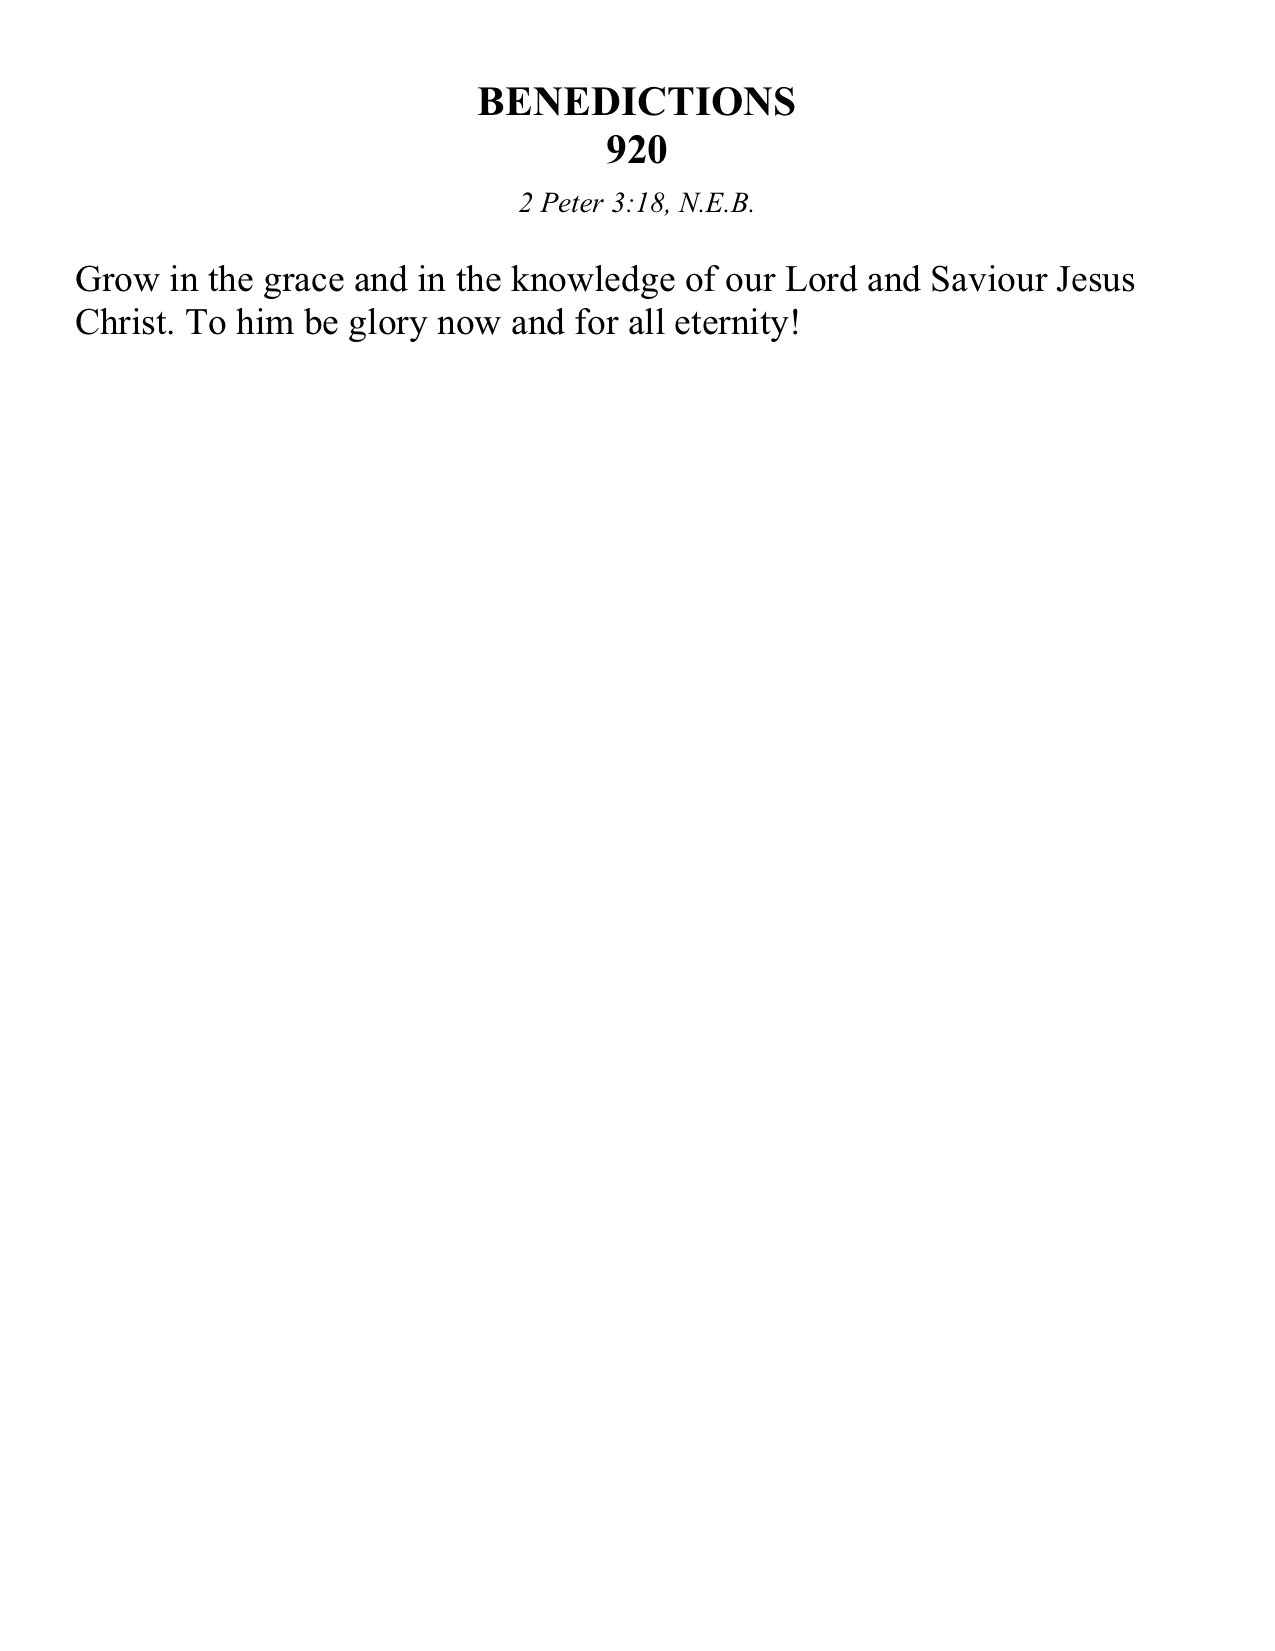 BENEDICTIONS
920
2 Peter 3:18, N.E.B.
Grow in the grace and in the knowledge of our Lord and Saviour Jesus
Christ. To him be glory now and for all eternity!